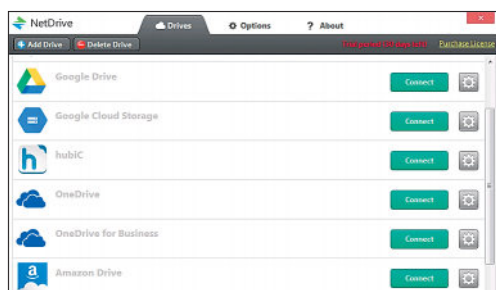 NetDrive
Drives
Options
? About
Add Drive
Delete Drive
Purchase License
Google Drive
Connect
Google Cloud Storage
Connect
hubiC
Connect
OneDrive
Connect
OneDrive for Business
Connect
Amazon Drive
Connect